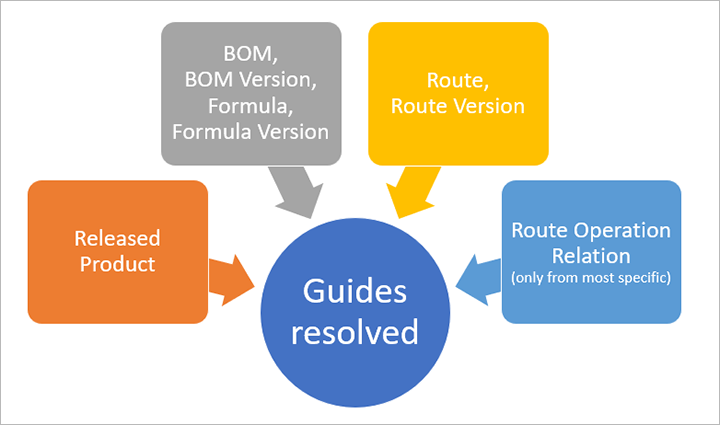 BOM,
BOM Version,
Formula,
Formula Version
Route,
Route Version
Released
Product
Route Operation
Relation
(only from most specific)
Guides
resolved